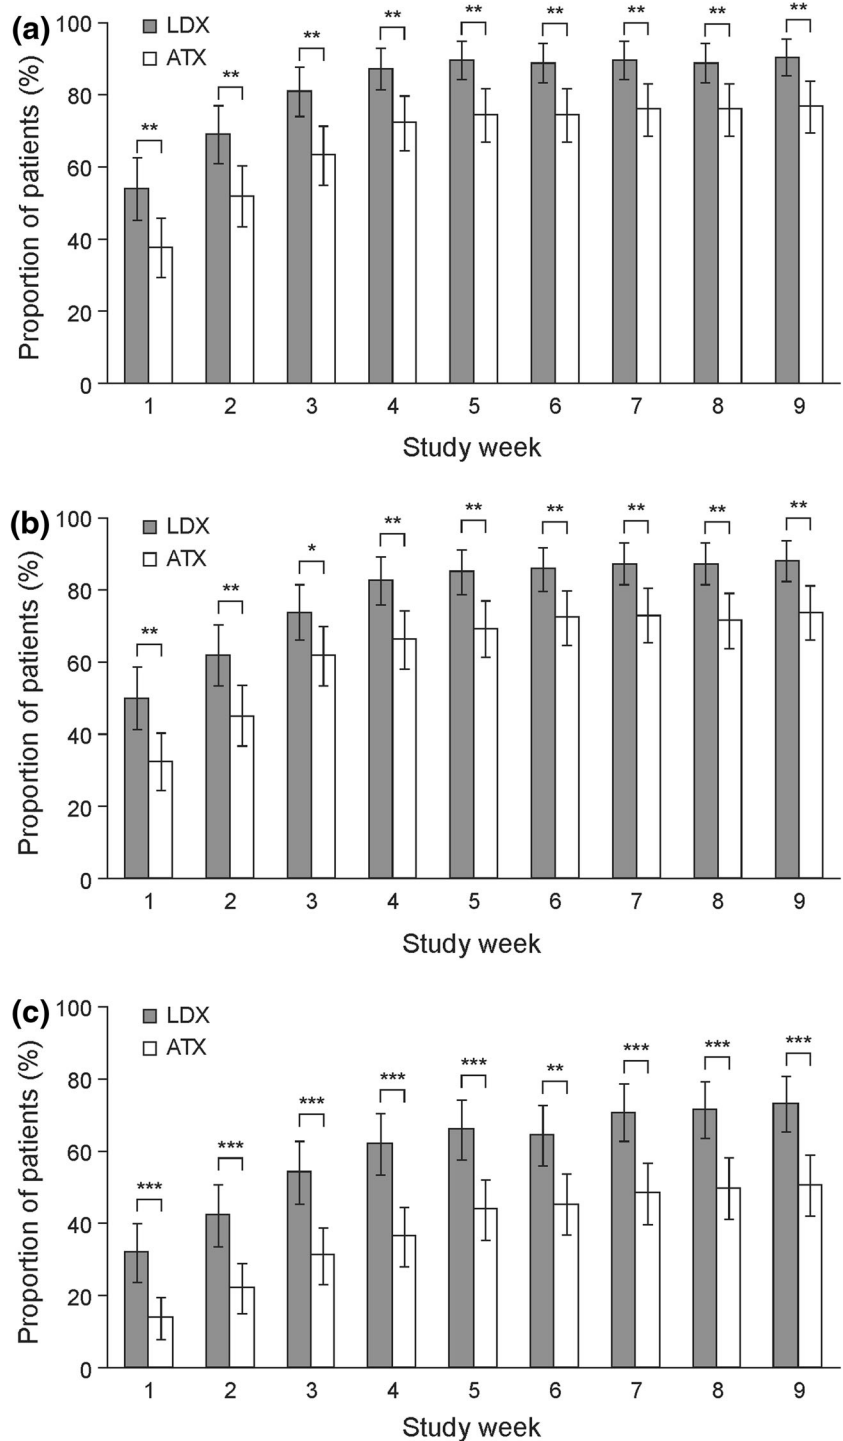 (a)
LDX
ATX
Proportion of patients (%)
100
80
60
40
20
0
** ** ** ** ** ** ** ** **
1 2 3 4 5 6 7 8 9
Study week
(b)
LDX
ATX
Proportion of patients (%)
100
80
60
40
20
0
** ** * ** ** ** ** ** **
1 2 3 4 5 6 7 8 9
Study week
(c)
LDX
ATX
Proportion of patients (%)
100
80
60
40
20
0
*** *** *** *** *** ** *** *** ***
1 2 3 4 5 6 7 8 9
Study week